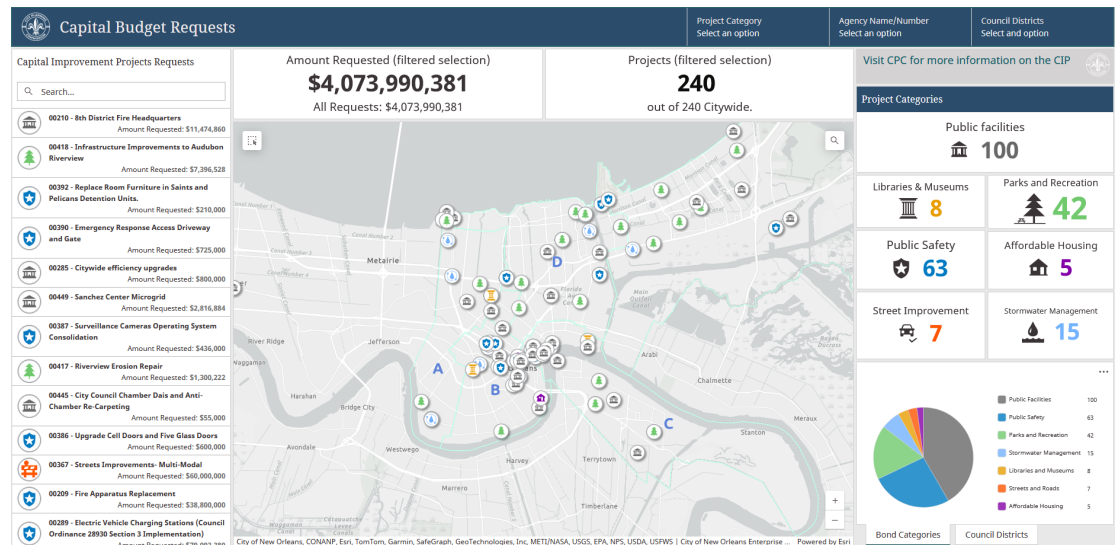 Capital Budget Requests
Project Category
Select an option
Agency Name/Number
Select an option
Council Districts
Select and option
Capital Improvement Projects Requests
Search...
00210 - 8th District Fire Headquarters
Amount Requested: $11,474,860
00418 - Infrastructure Improvements to Audubon
Riverview
Amount Requested: $7,396,528
00392 - Replace Room Furniture in Saints and
Pelicans Detention Units.
Amount Requested: $210,000
00390 - Emergency Response Access Driveway
and Gate
Amount Requested: $725,000
00285 - Citywide efficiency upgrades
Amount Requested: $800,000
00449 - Sanchez Center Microgrid
Amount Requested: $2,816,884
00387 - Surveillance Cameras Operating System
Consolidation
Amount Requested: $436,000
00417 - Riverview Erosion Repair
Amount Requested: $1,300,222
00445 - City Council Chamber Dais and Anti-
Chamber Re-Carpeting
Amount Requested: $55,000
00386 - Upgrade Cell Doors and Five Glass Doors
Amount Requested: $600,000
00367 - Streets Improvements- Multi-Modal
Amount Requested: $60,000,000
00209 - Fire Apparatus Replacement
Amount Requested: $38,800,000
00289 - Electric Vehicle Charging Stations (Council
Ordinance 28930 Section 3 Implementation)
Amount Requested (filtered selection)
$4,073,990,381
All Requests: $4,073,990,381
Projects (filtered selection)
240
out of 240 Citywide.
Metairie
D
Florida
Main
Outfall
Canal
River Ridge
Jefferson
Arabi
Waggaman
A
B
Chalmette
Harahan
Bridge City
C
Meraux
Stanton
Avondale
Westwego
Harvey
Terrytown
Marrero
Timberlane
City of New Orleans, CONANP, Esri, TomTom, Garmin, SafeGraph, GeoTechnologies, Inc, METI/NASA, USGS, EPA, NPS, USDA, USFWS | City of New Orleans Enterprise ... Powered by Esri
Visit CPC for more information on the CIP
Project Categories
Public facilities
100
Libraries & Museums
8
Parks and Recreation
42
Public Safety
63
Affordable Housing
5
Street Improvement
7
Stormwater Management
15
Public Facilities 100
Public Safety 63
Parks and Recreation 42
Stormwater Management 15
Libraries and Museums 8
Streets and Roads 7
Affordable Housing 5
Bond Categories
Council Districts